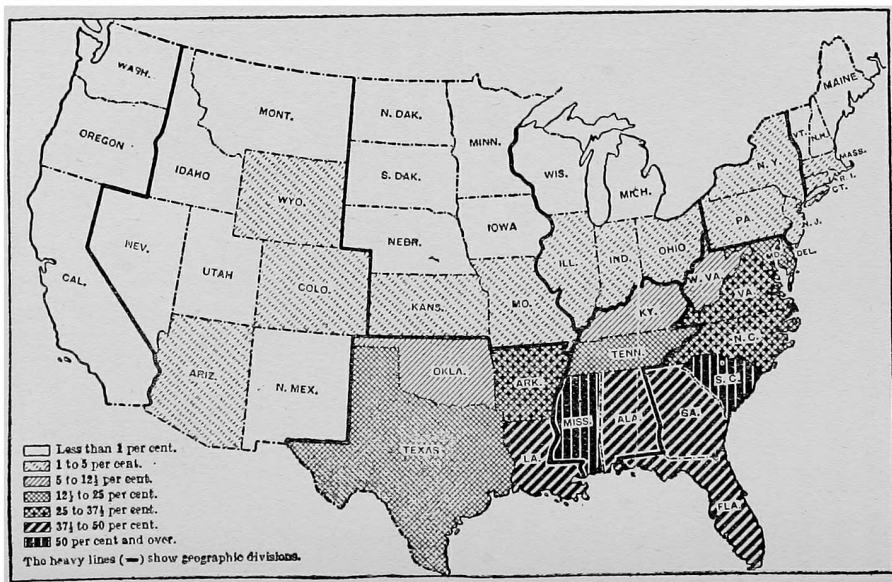 WASH.
MONT.
N. DAK.
MINN.
MAINE
OREGON
IDAHO
S. DAK.
WIS.
MICH.
VT.
N.H.
N.Y.
MASS.
R.I.
CT.
WYO.
IOWA
PA.
N.J.
NEV.
UTAH
NEBR.
ILL.
IND.
OHIO
MD.
DEL.
CAL.
COLO.
KANS.
MO.
W. VA.
VA.
KY.
N.C.
ARIZ.
N. MEX.
OKLA.
ARK.
TENN.
S. C.
TEXAS
LA.
MISS.
ALA.
GA.
FLA.
Less than 1 per cent.
1 to 5 per cent.
5 to 12½ per cent.
12½ to 25 per cent.
25 to 37½ per cent.
37½ to 50 per cent.
50 per cent and over.
The heavy lines (━) show geographic divisions.